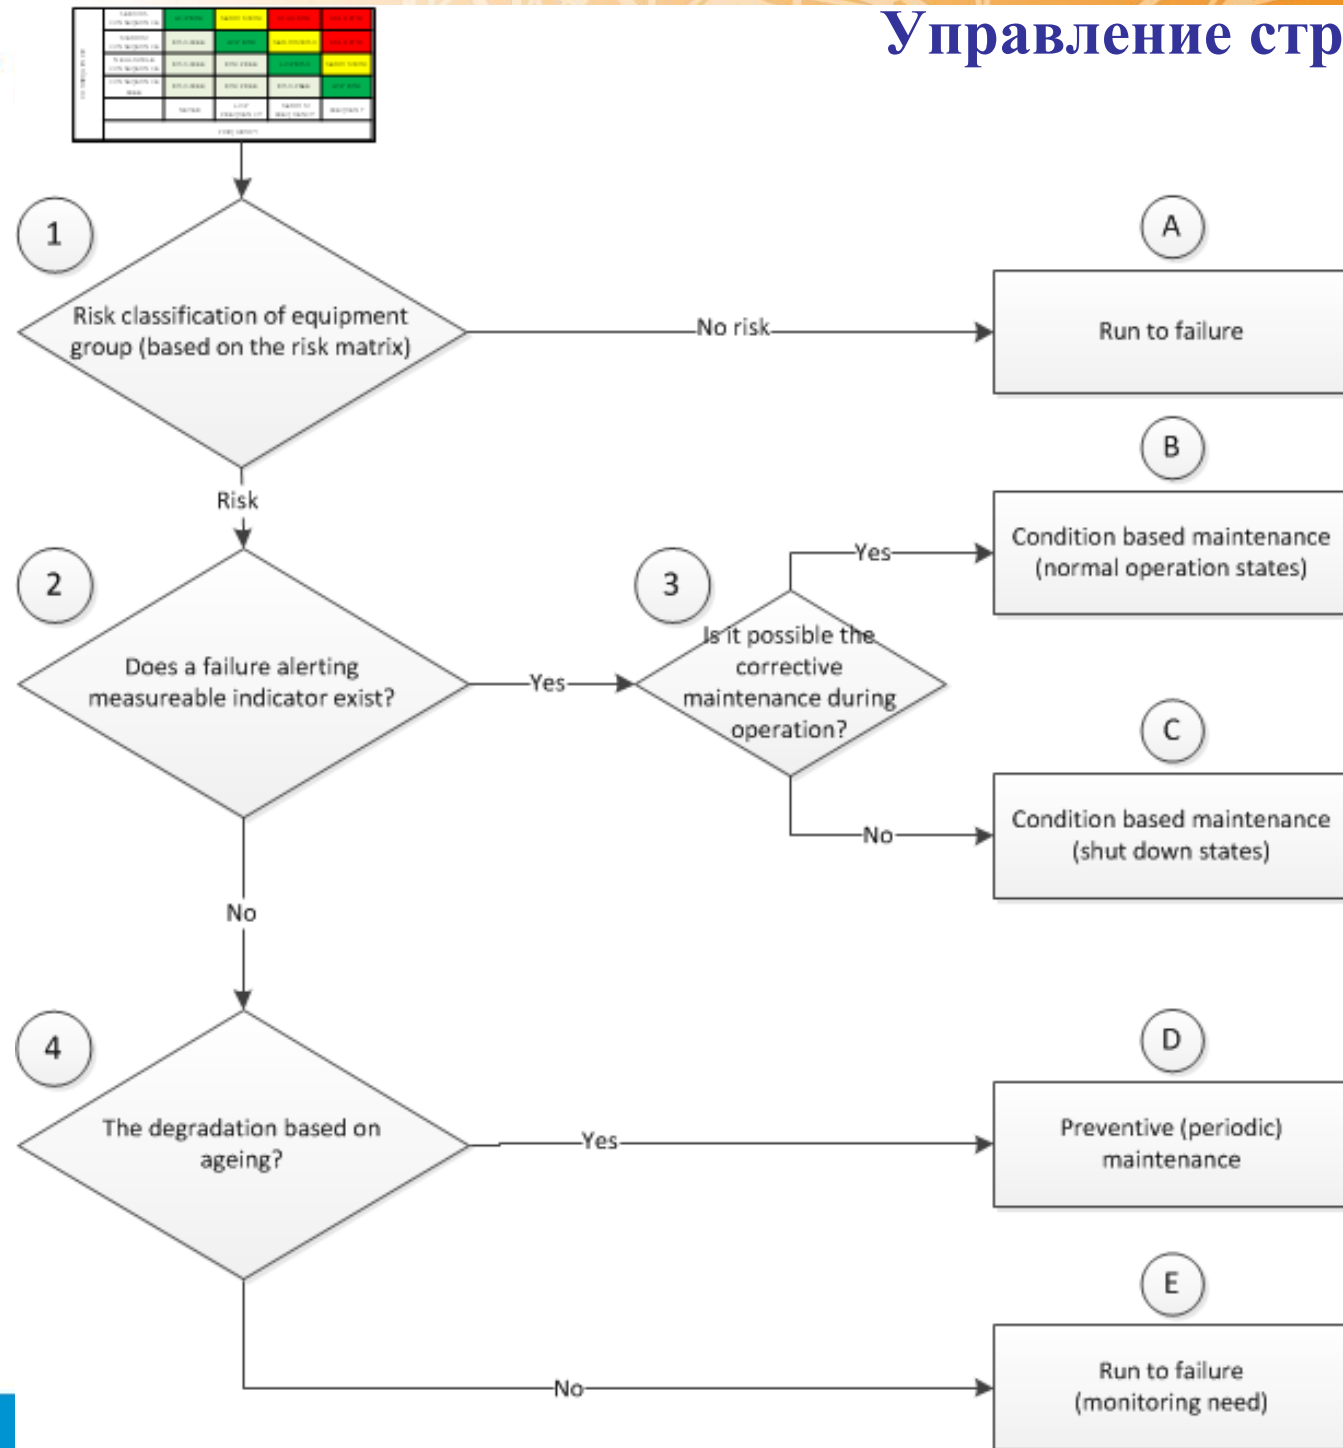 Управление стр
1
Risk classification of equipment
group (based on the risk matrix)
No risk
A
Run to failure
Risk
B
Condition based maintenance
(normal operation states)
2
Does a failure alerting
measureable indicator exist?
Yes
3
Is it possible the
corrective
maintenance during
operation?
Yes
No
C
Condition based maintenance
(shut down states)
No
4
The degradation based on
ageing?
Yes
D
Preventive (periodic)
maintenance
No
E
Run to failure
(monitoring need)